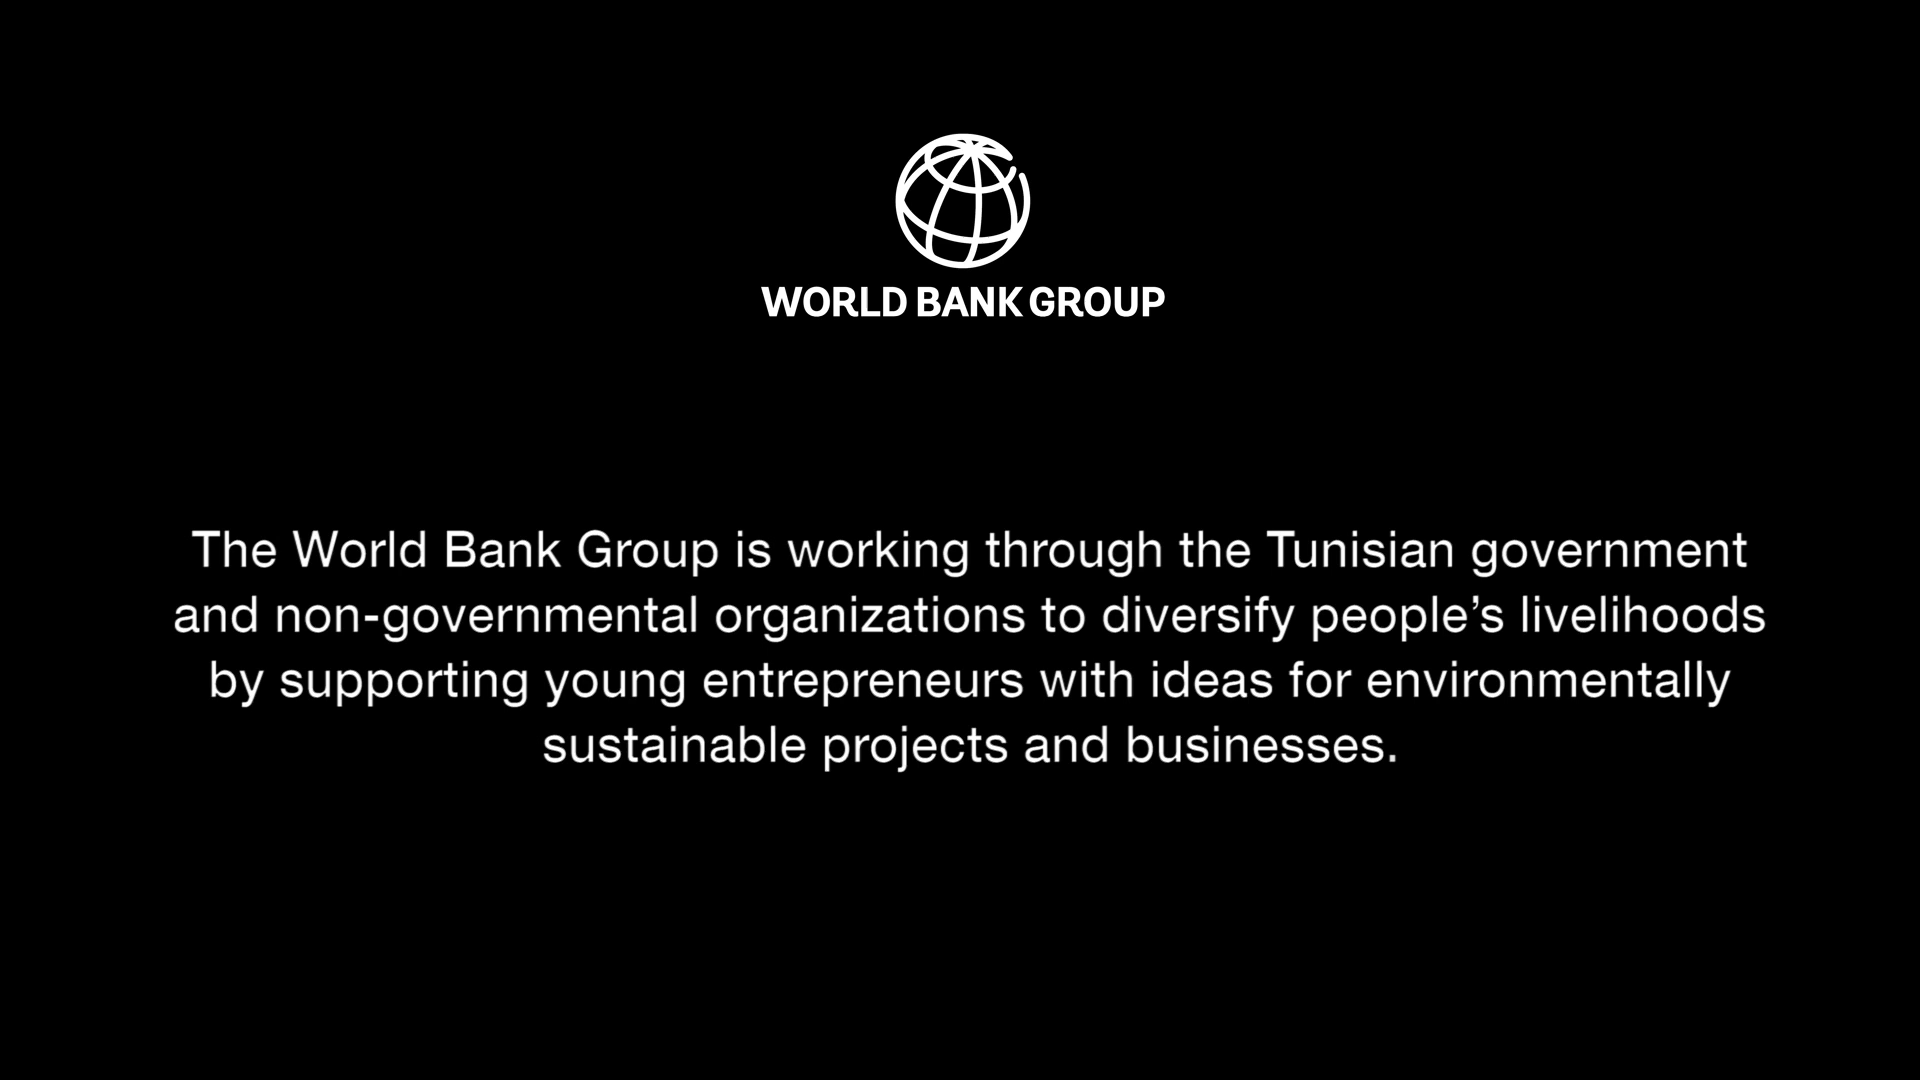 WORLD BANK GROUP
The World Bank Group is working through the Tunisian government
and non-governmental organizations to diversify people’s livelihoods
by supporting young entrepreneurs with ideas for environmentally
sustainable projects and businesses.